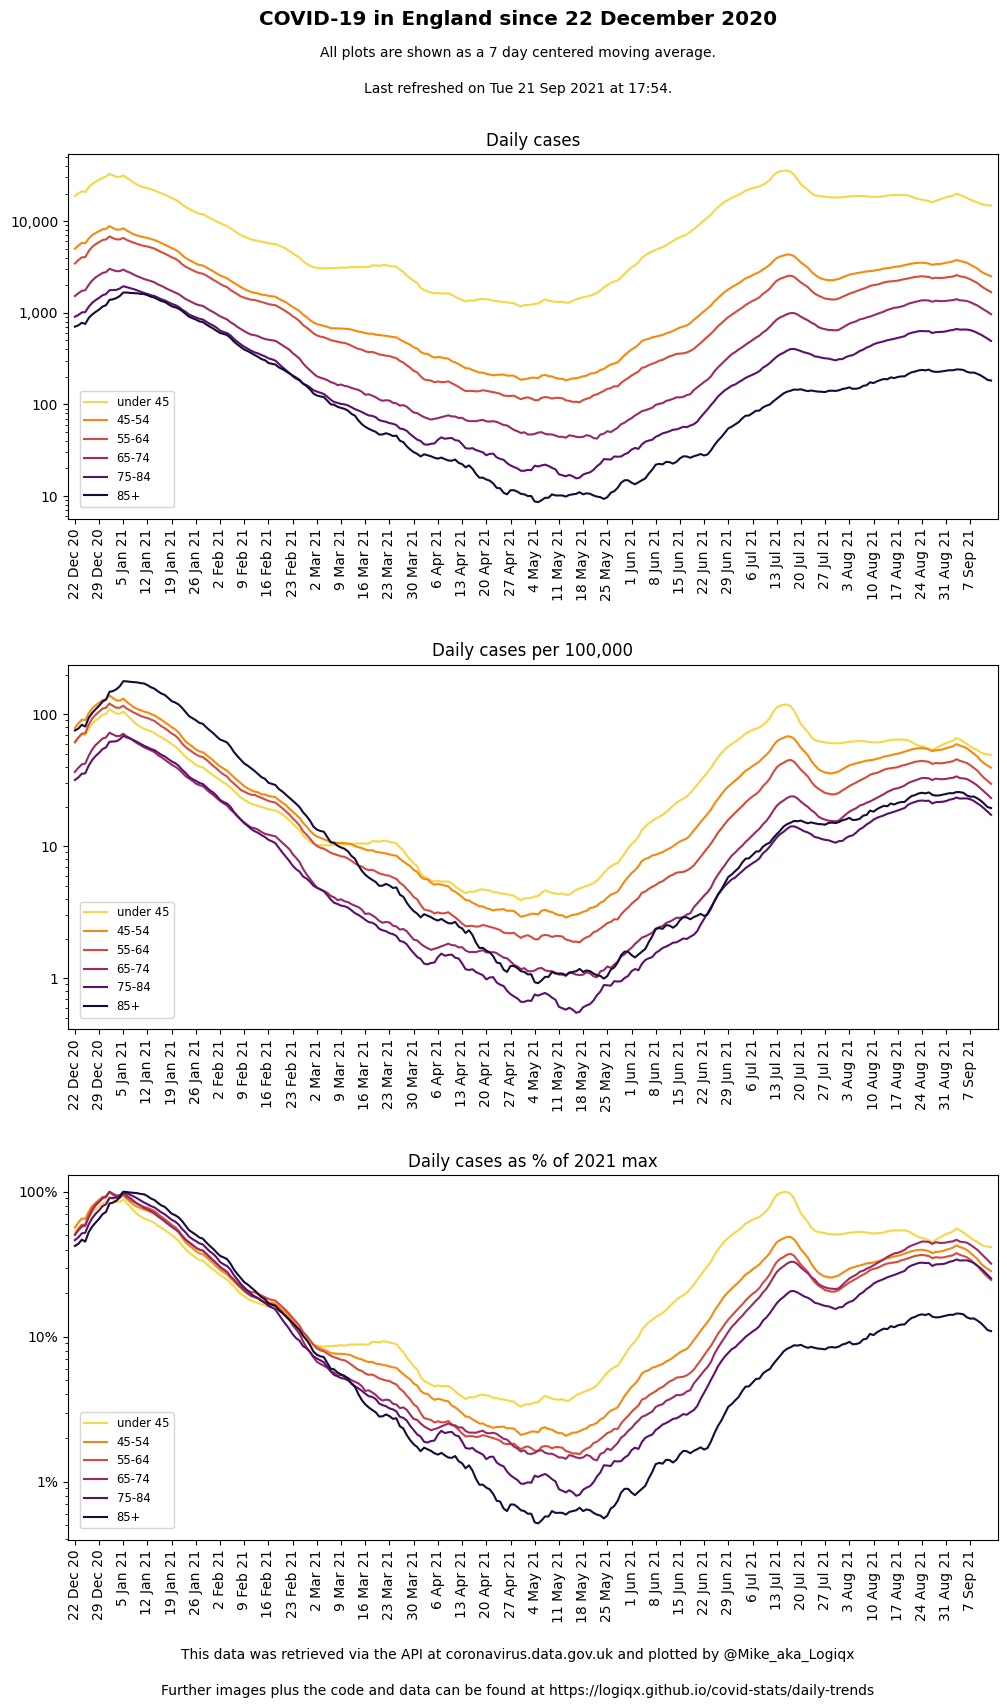 COVID-19 in England since 22 December 2020
All plots are shown as a 7 day centered moving average.
Last refreshed on Tue 21 Sep 2021 at 17:54.
Daily cases
10,000
1,000
100
10
under 45
45-54
55-64
65-74
75-84
85+
22 Dec 20
29 Dec 20
5 Jan 21
12 Jan 21
19 Jan 21
26 Jan 21
2 Feb 21
9 Feb 21
16 Feb 21
23 Feb 21
2 Mar 21
9 Mar 21
16 Mar 21
23 Mar 21
30 Mar 21
6 Apr 21
13 Apr 21
20 Apr 21
27 Apr 21
4 May 21
11 May 21
18 May 21
25 May 21
1 Jun 21
8 Jun 21
15 Jun 21
22 Jun 21
29 Jun 21
6 Jul 21
13 Jul 21
20 Jul 21
27 Jul 21
3 Aug 21
10 Aug 21
17 Aug 21
24 Aug 21
31 Aug 21
7 Sep 21
Daily cases per 100,000
100
10
1
under 45
45-54
55-64
65-74
75-84
85+
22 Dec 20
29 Dec 20
5 Jan 21
12 Jan 21
19 Jan 21
26 Jan 21
2 Feb 21
9 Feb 21
16 Feb 21
23 Feb 21
2 Mar 21
9 Mar 21
16 Mar 21
23 Mar 21
30 Mar 21
6 Apr 21
13 Apr 21
20 Apr 21
27 Apr 21
4 May 21
11 May 21
18 May 21
25 May 21
1 Jun 21
8 Jun 21
15 Jun 21
22 Jun 21
29 Jun 21
6 Jul 21
13 Jul 21
20 Jul 21
27 Jul 21
3 Aug 21
10 Aug 21
17 Aug 21
24 Aug 21
31 Aug 21
7 Sep 21
Daily cases as % of 2021 max
100%
10%
1%
under 45
45-54
55-64
65-74
75-84
85+
22 Dec 20
29 Dec 20
5 Jan 21
12 Jan 21
19 Jan 21
26 Jan 21
2 Feb 21
9 Feb 21
16 Feb 21
23 Feb 21
2 Mar 21
9 Mar 21
16 Mar 21
23 Mar 21
30 Mar 21
6 Apr 21
13 Apr 21
20 Apr 21
27 Apr 21
4 May 21
11 May 21
18 May 21
25 May 21
1 Jun 21
8 Jun 21
15 Jun 21
22 Jun 21
29 Jun 21
6 Jul 21
13 Jul 21
20 Jul 21
27 Jul 21
3 Aug 21
10 Aug 21
17 Aug 21
24 Aug 21
31 Aug 21
7 Sep 21
This data was retrieved via the API at coronavirus.data.gov.uk and plotted by @Mike_aka_Logiqx
Further images plus the code and data can be found at https://logiqx.github.io/covid-stats/daily-trends